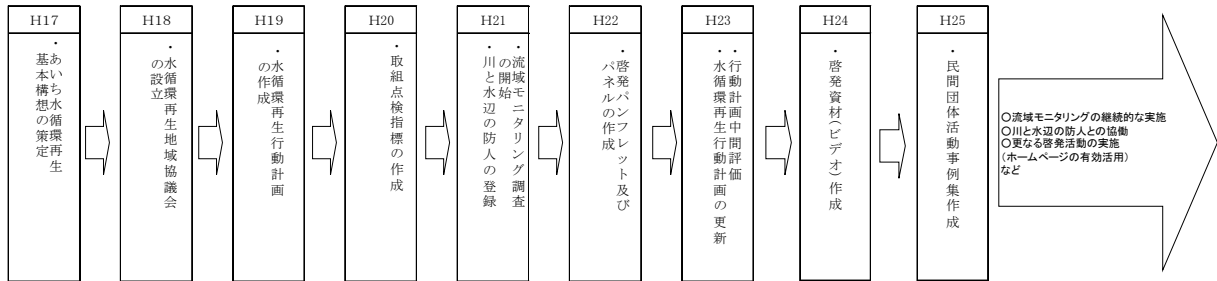 H17
・あいち水循環再生
基本構想の策定
H18
・水循環再生地域協議会
の設立
H19
・水循環再生行動計画
の作成
H20
・取組点検指標の作成
H21
・流域モニタリング調査
の開始
・川と水辺の防人の登録
H22
・啓発パンフレット及び
パネルの作成
H23
・行動計画中間評価
・水循環再生行動計画の更新
H24
・啓発資材(ビデオ)作成
H25
・民間団体活動事例集作成
〇流域モニタリングの継続的な実施
〇川と水辺の防人との協働
〇更なる啓発活動の実施
(ホームページの有効活用)
など